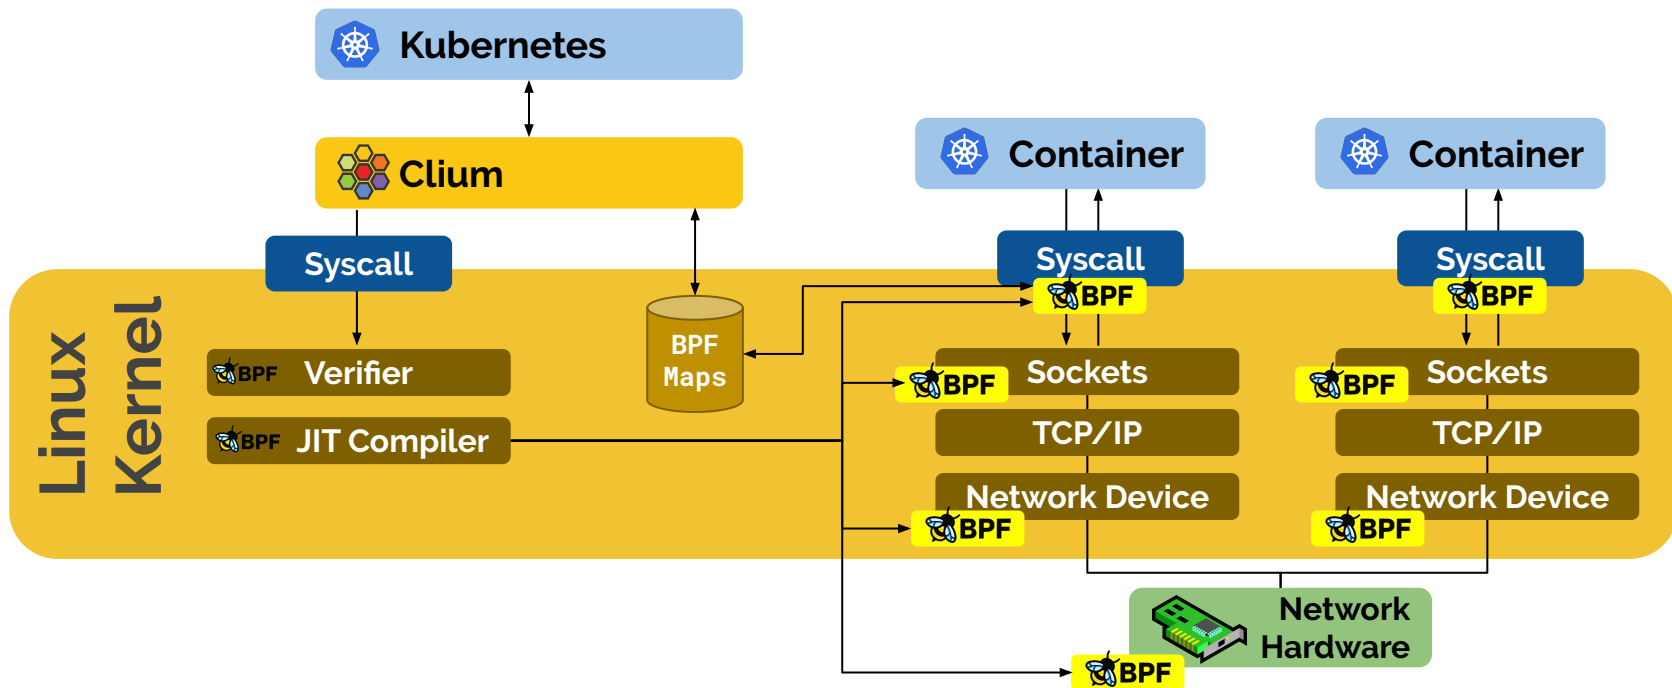 Kubernetes
Clium
Syscall
Linux
Kernel
BPF Verifier
BPF JIT Compiler
BPF
Maps
Container
Syscall
BPF
Sockets
BPF
TCP/IP
Network Device
BPF
Container
Syscall
BPF
Sockets
BPF
TCP/IP
Network Device
BPF
Network
Hardware
BPF